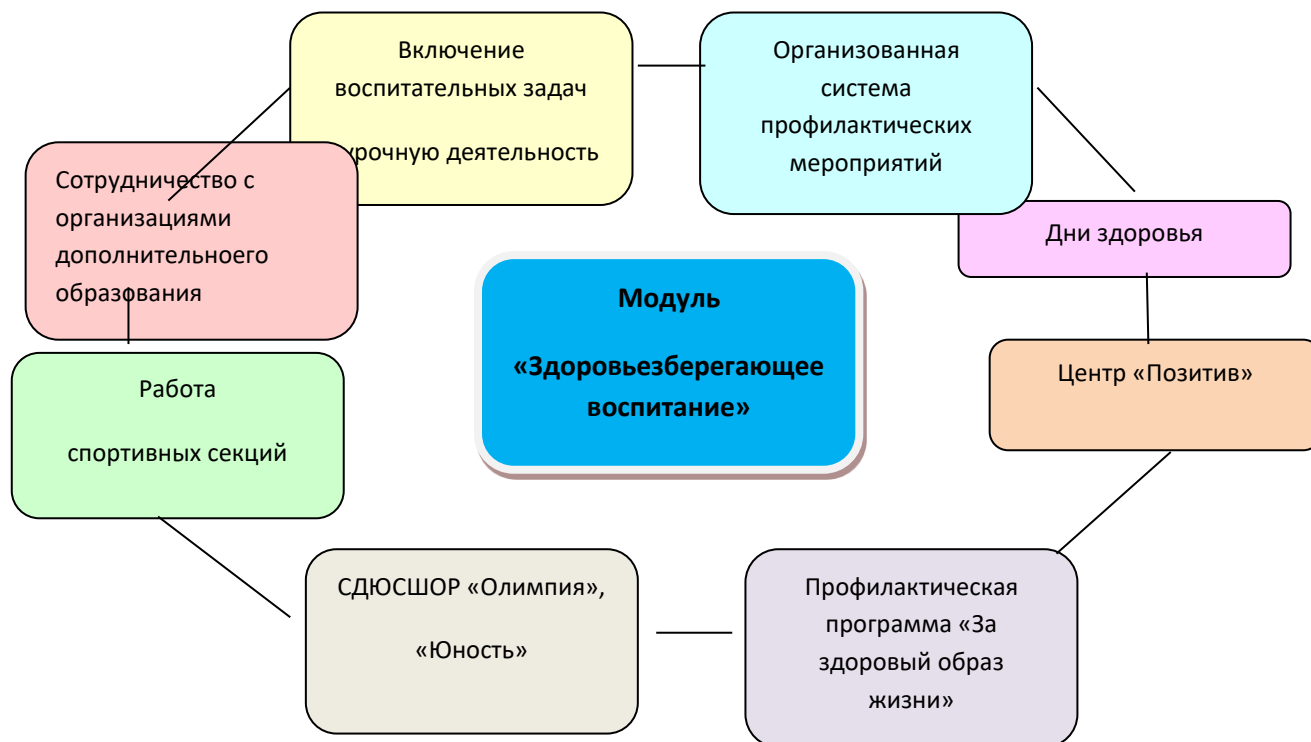 Включение
воспитательных задач
урочную деятельность
Организованная
система
профилактических
мероприятий
Сотрудничество с
организациями
дополнительноего
образования
Дни здоровья
Модуль
«Здоровьезберегающее
воспитание»
Работа
спортивных секций
Центр «Позитив»
СДЮСШОР «Олимпия»,
«Юность»
Профилактическая
программа «За
здоровый образ
жизни»